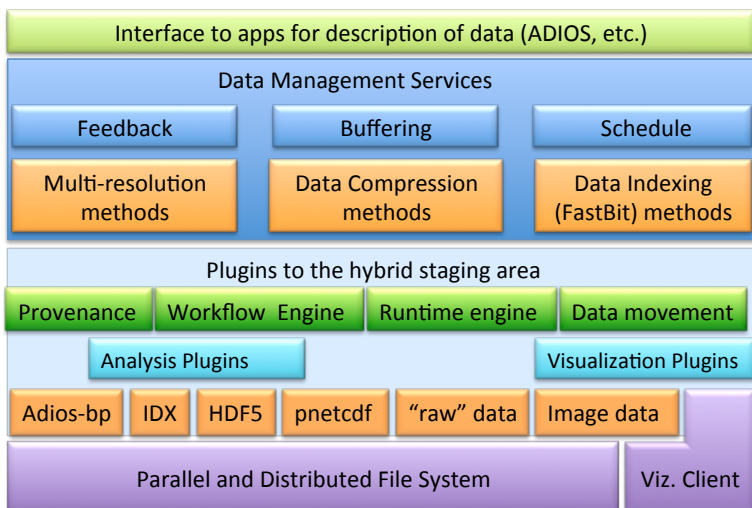 Interface to apps for description of data (ADIOS, etc.)
Data Management Services
Feedback
Buffering
Schedule
Multi-resolution
methods
Data Compression
methods
Data Indexing
(FastBit) methods
Plugins to the hybrid staging area
Provenance
Workflow Engine
Runtime engine
Data movement
Analysis Plugins
Visualization Plugins
Adios-bp
IDX
HDF5
pnetcdf
“raw” data
Image data
Parallel and Distributed File System
Viz. Client